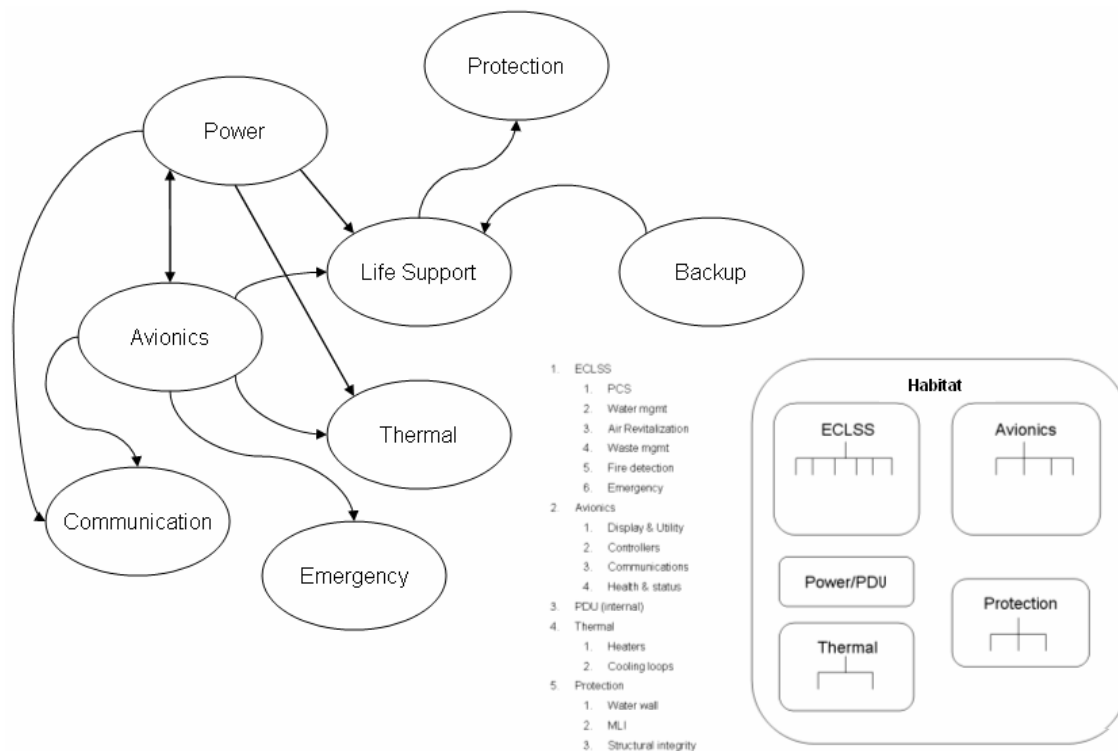 Protection
Power
Life Support
Backup
Avionics
Thermal
Communication
Emergency
1. ECLSS
1. PCS
2. Water mgmt
3. Air Revitalization
4. Waste mgmt
5. Fire detection
6. Emergency
2. Avionics
1. Display & Utility
2. Controllers
3. Communications
4. Health & status
3. PDU (internal)
4. Thermal
1. Heaters
2. Cooling loops
5. Protection
1. Water wall
2. MLI
3. Structural integrity
Habitat
ECLSS
Avionics
Power/PDU
Protection
Thermal